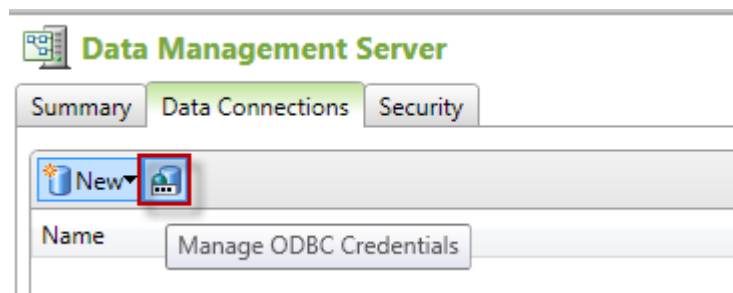 Data Management Server
Summary Data Connections Security
New
Name
Manage ODBC Credentials